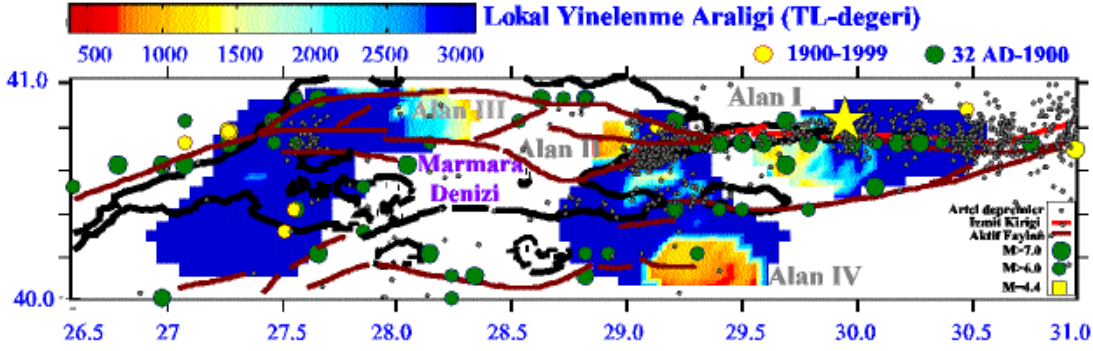 Lokal Yinelenme Araligi (TL-degeri)
500 1000 1500 2000 2500 3000
1900-1999 32 AD-1900
41.0
Alan I
Alan III
Alan II
Marmara
Denizi
Artçi depremler
Izmit Kirigi
Aktif Faylar
M>7.0
M>6.0
M=4.4
Alan IV
40.0
26.5 27 27.5 28.0 28.5 29.0 29.5 30.0 30.5 31.0